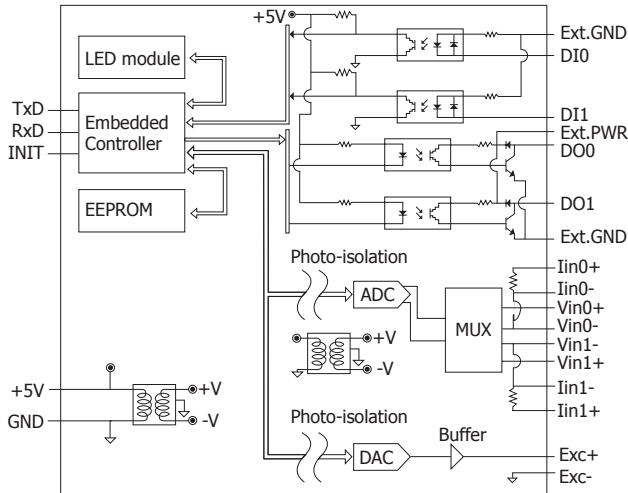 +5V
Ext.GND
DI0
LED module
TxD
RxD
INIT
Embedded
Controller
DI1
Ext.PWR
DO0
EEPROM
DO1
Ext.GND
Photo-isolation
ADC
MUX
Iin0+
Iin0-
Vin0+
Vin0-
Vin1-
Vin1+
Iin1-
Iin1+
+V
-V
+5V
GND
+V
-V
Photo-isolation
DAC
Buffer
Exc+
Exc-